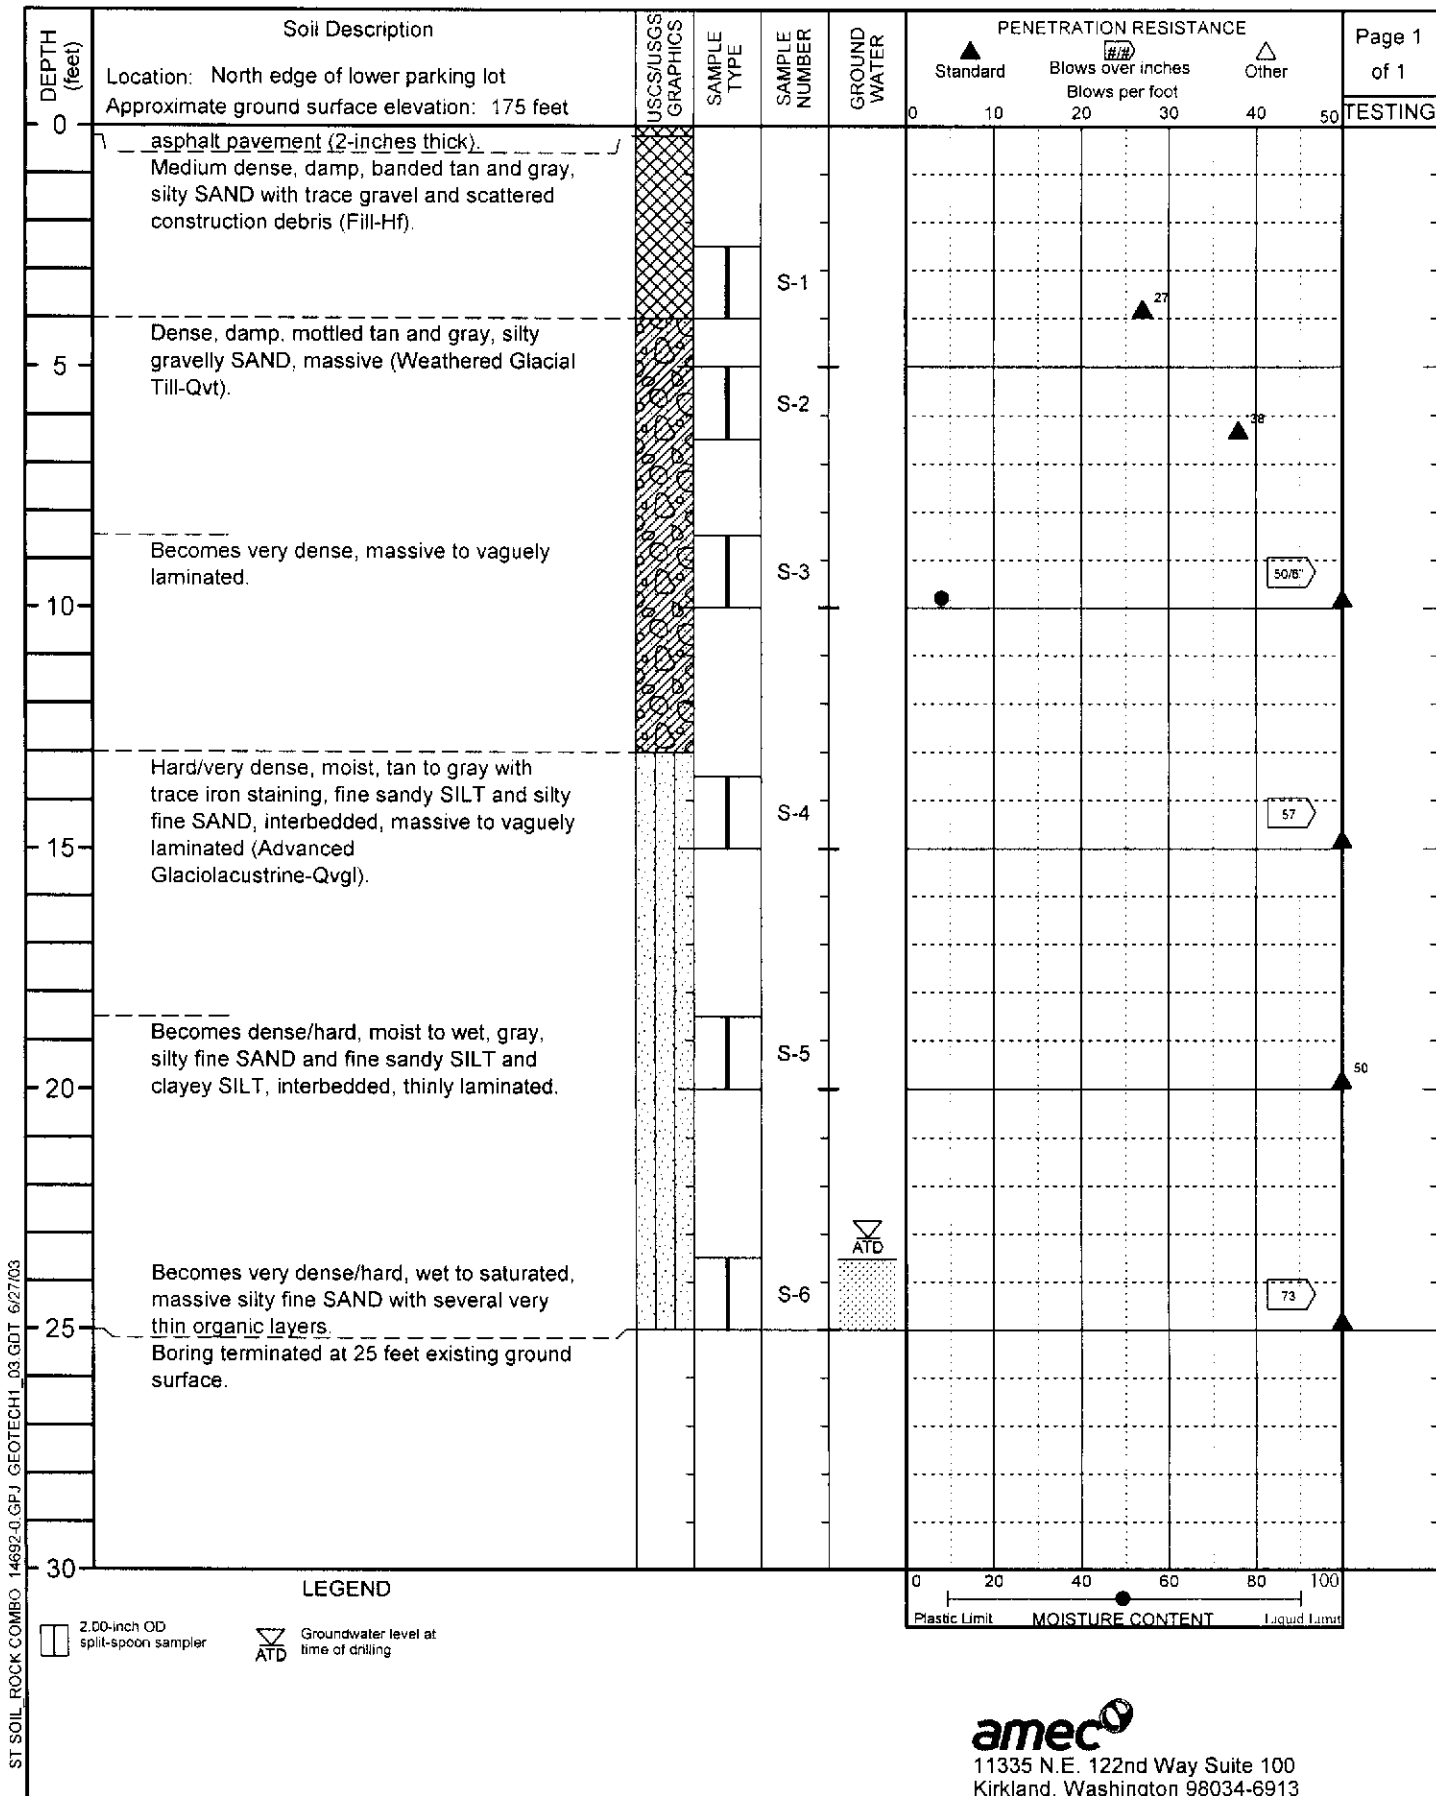 DEPTH
(feet)
Soil Description
Location: North edge of lower parking lot
Approximate ground surface elevation: 175 feet
USCS/USGS
GRAPHICS
SAMPLE
TYPE
SAMPLE
NUMBER
GROUND
WATER
PENETRATION RESISTANCE
#/#
Standard
Blows over inches
Other
Blows per foot
0 10 20 30 40 50
Page 1
of 1
TESTING
0
asphalt pavement (2-inches thick).
Medium dense, damp, banded tan and gray,
silty SAND with trace gravel and scattered
construction debris (Fill-Hf).
S-1
27
Dense, damp, mottled tan and gray, silty
gravelly SAND, massive (Weathered Glacial
Till-Qvt).
5
S-2
38
Becomes very dense, massive to vaguely
laminated.
S-3
50/6"
10
Hard/very dense, moist, tan to gray with
trace iron staining, fine sandy SILT and silty
fine SAND, interbedded, massive to vaguely
laminated (Advanced
Glaciolacustrine-Qvgl).
S-4
57
15
Becomes dense/hard, moist to wet, gray,
silty fine SAND and fine sandy SILT and
clayey SILT, interbedded, thinly laminated.
S-5
50
20
ATD
Becomes very dense/hard, wet to saturated,
massive silty fine SAND with several very
thin organic layers.
S-6
73
25
Boring terminated at 25 feet existing ground
surface.
30
0 20 40 60 80 100
Plastic Limit MOISTURE CONTENT Liquid Limit
LEGEND
2.00-inch OD
split-spoon sampler
ATD
Groundwater level at
time of drilling
ST SOIL_ROCK COMBO 14692-0.GPJ GEOTECH1_03.GDT 6/27/03
amec
11335 N.E. 122nd Way Suite 100
Kirkland, Washington 98034-6913